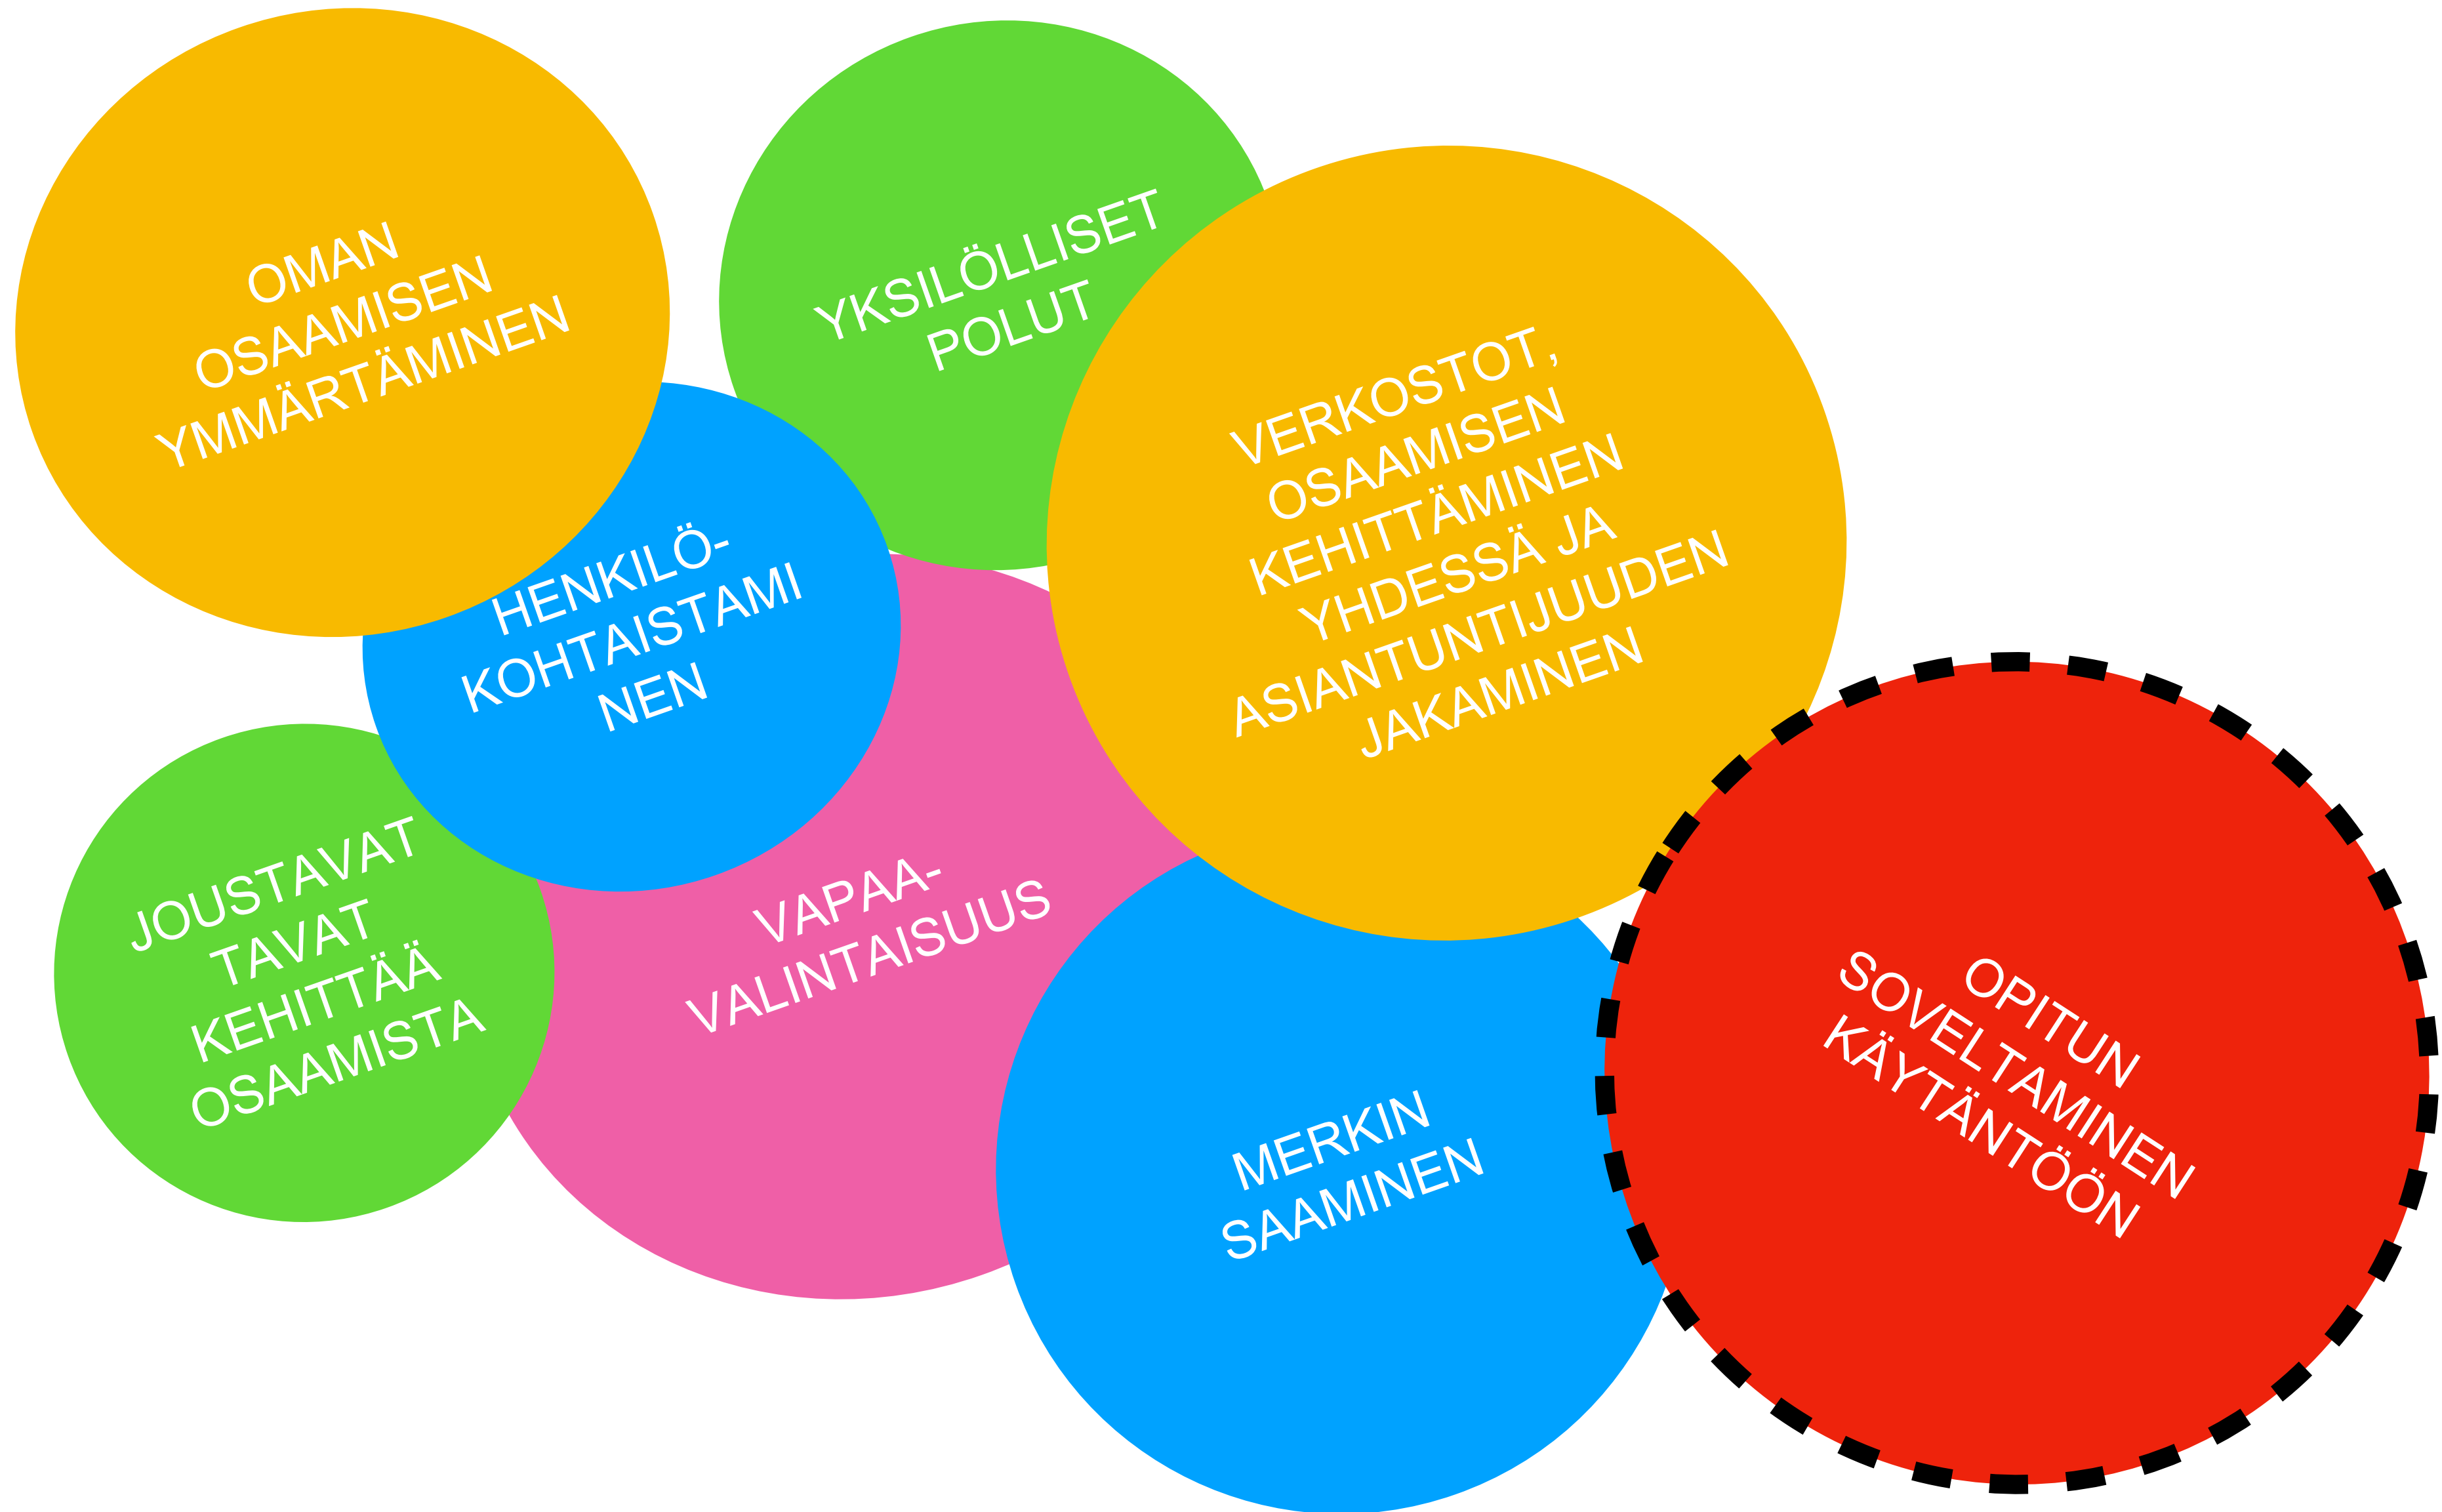 OMAN
OSAAMISEN
YMMÄRTÄMINEN
YKSILÖLLISET
POLUT
VERKOSTOT,
OSAAMISEN
KEHITTÄMINEN
YHDESSÄ JA
ASIANTUNTIJUUDEN
JAKAMINEN
HENKILÖ-
KOHTAISTAMI
NEN
JOUSTAVAT
TAVAT
KEHITTÄÄ
OSAAMISTA
VAPAA-
VALINTAISUUS
MERKIN
SAAMINEN
OPITUIN
SOVELTAMINEN
KÄYTÄNTÖÖN